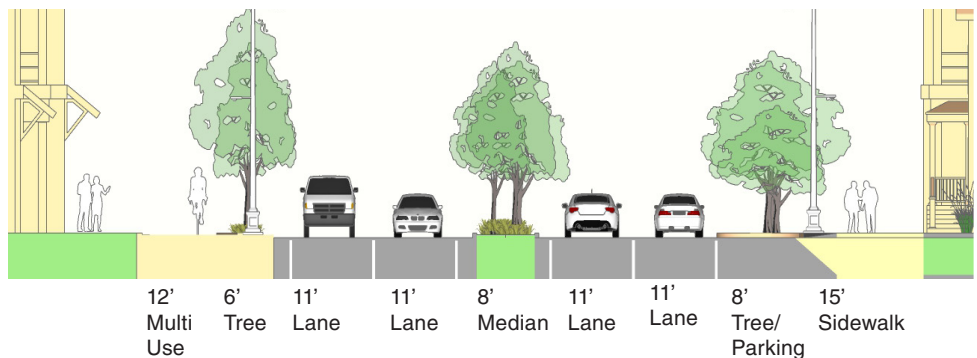 12’ 6’ 11’ 11’ 8’ 11’ 11’ 8’ 15’
Multi Tree Lane Lane Median Lane Lane Tree/ Sidewalk
Use Parking